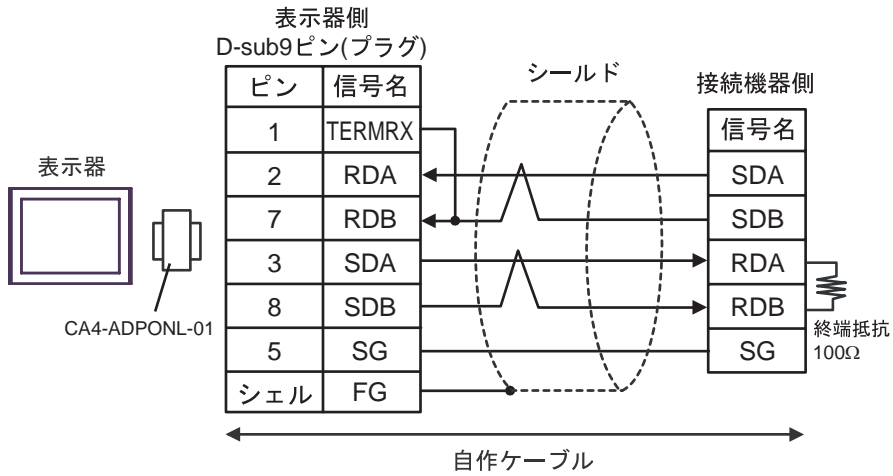 表示器側
D-sub9ピン(プラグ)
ピン 信号名
1 TERMRX
2 RDA
7 RDB
3 SDA
8 SDB
5 SG
シェル FG
シールド
接続機器側
信号名
SDA
SDB
RDA
RDB
SG
終端抵抗
100Ω
表示器
CA4-ADPONL-01
自作ケーブル